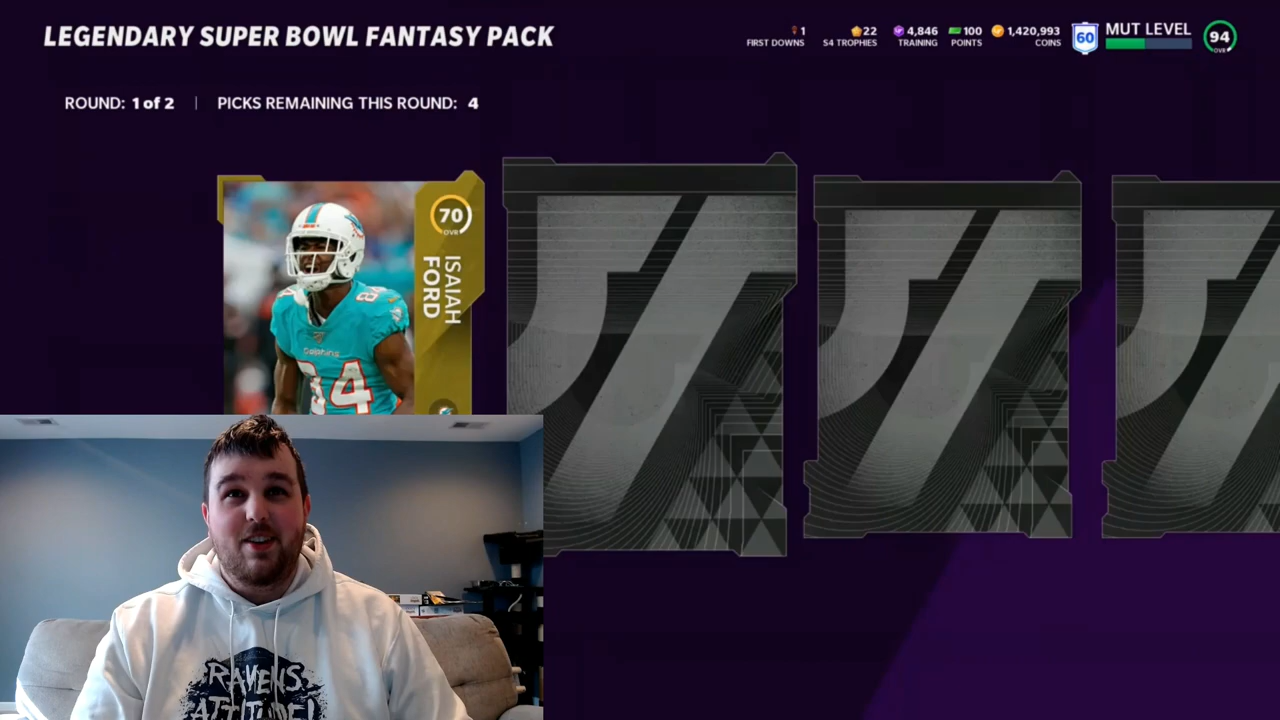 LEGENDARY SUPER BOWL FANTASY PACK
1
FIRST DOWNS
22
S4 TROPHIES
4,846
TRAINING
100
POINTS
1,420,993
COINS
60
MUT LEVEL
94
OVR
ROUND: 1 of 2 | PICKS REMAINING THIS ROUND: 4
70
OVR
ISAIAH
FORD
Dolphins
84
RAVENS
ATTITUDE!